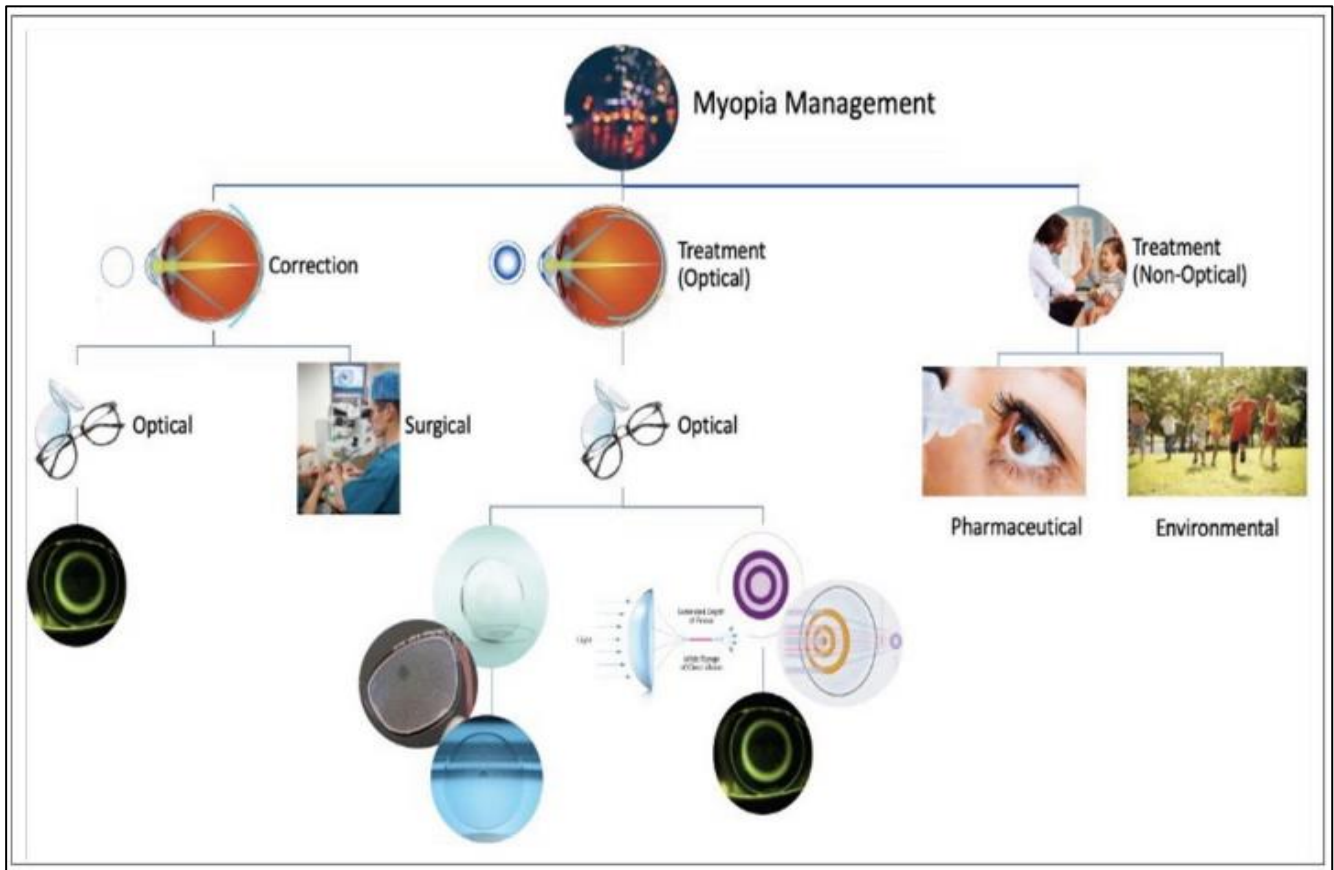 Myopia Management
Correction
Treatment
(Optical)
Treatment
(Non-Optical)
Optical
Surgical
Optical
Pharmaceutical
Environmental
Light
Extended Depth
of Focus